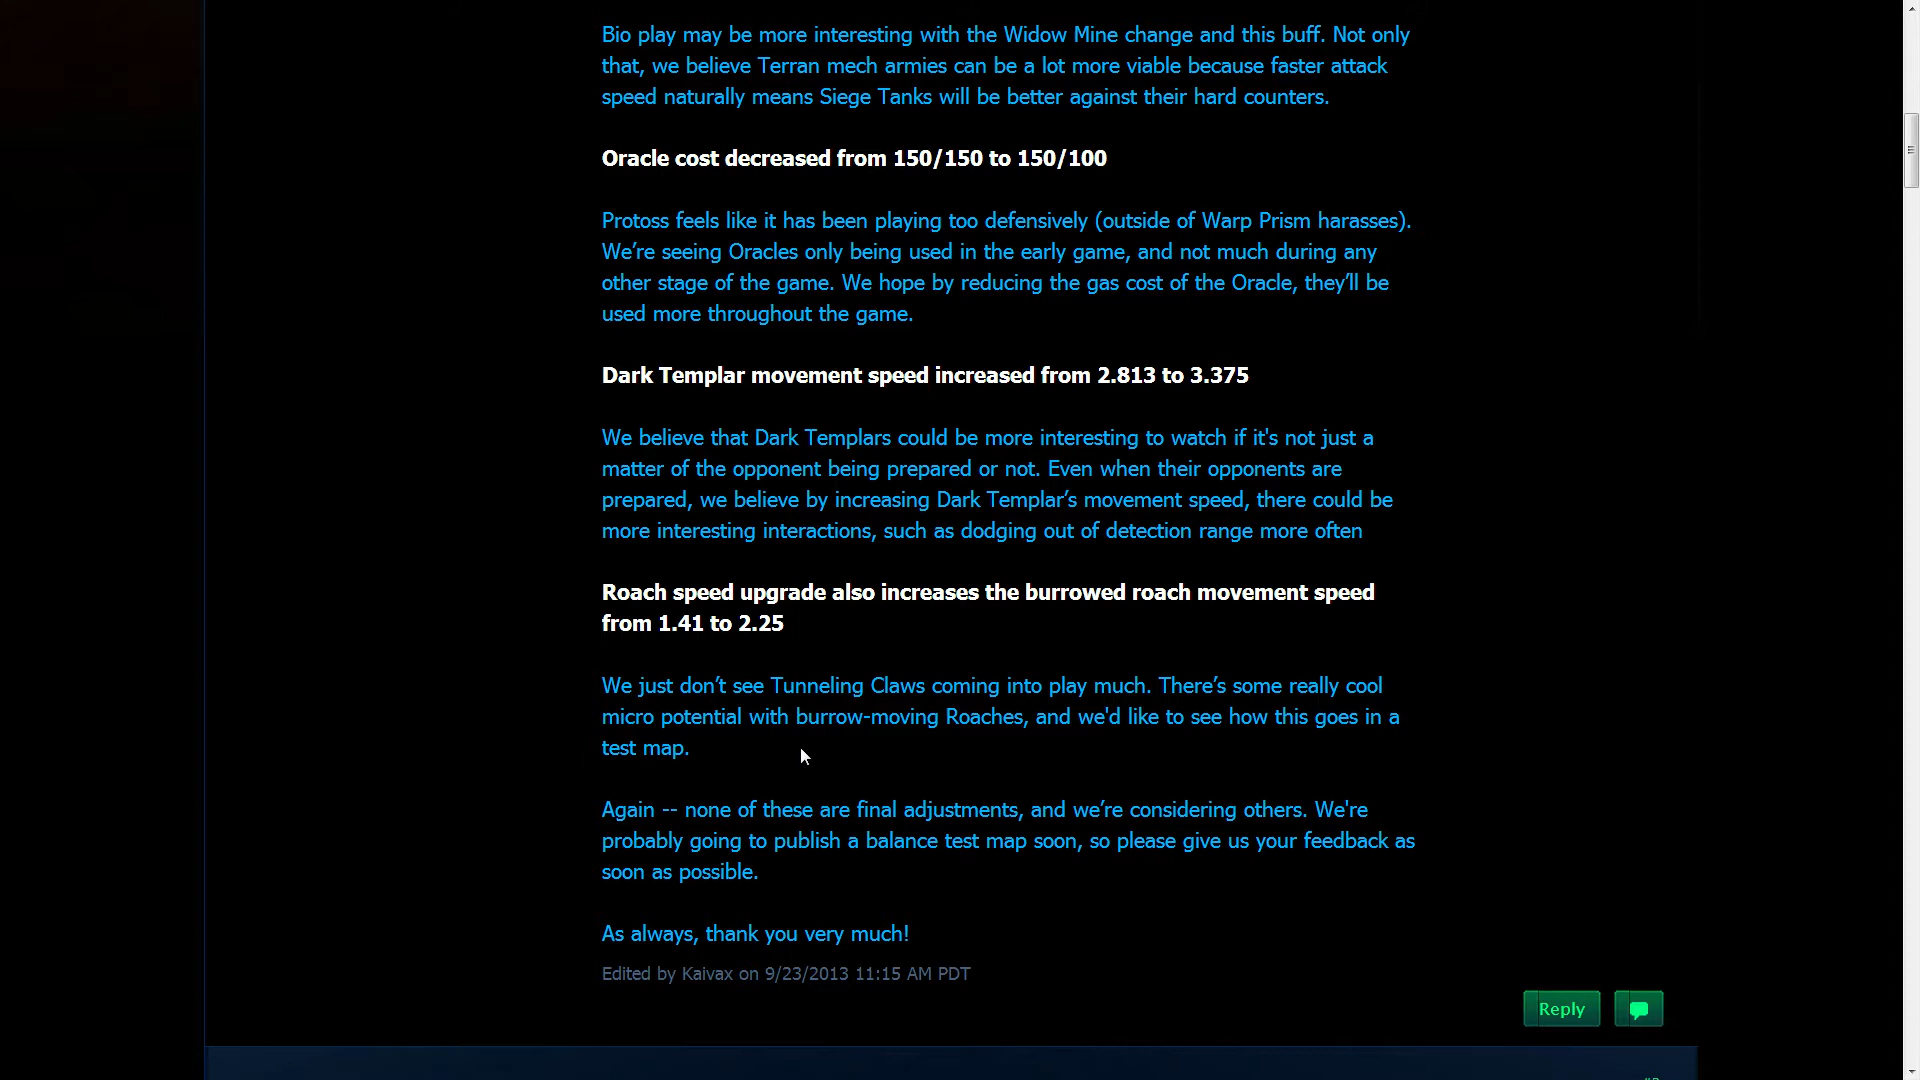 Bio play may be more interesting with the Widow Mine change and this buff. Not only
that, we believe Terran mech armies can be a lot more viable because faster attack
speed naturally means Siege Tanks will be better against their hard counters.
Oracle cost decreased from 150/150 to 150/100
Protoss feels like it has been playing too defensively (outside of Warp Prism harasses).
We’re seeing Oracles only being used in the early game, and not much during any
other stage of the game. We hope by reducing the gas cost of the Oracle, they’ll be
used more throughout the game.
Dark Templar movement speed increased from 2.813 to 3.375
We believe that Dark Templars could be more interesting to watch if it's not just a
matter of the opponent being prepared or not. Even when their opponents are
prepared, we believe by increasing Dark Templar’s movement speed, there could be
more interesting interactions, such as dodging out of detection range more often
Roach speed upgrade also increases the burrowed roach movement speed
from 1.41 to 2.25
We just don’t see Tunneling Claws coming into play much. There’s some really cool
micro potential with burrow-moving Roaches, and we'd like to see how this goes in a
test map.
Again -- none of these are final adjustments, and we’re considering others. We're
probably going to publish a balance test map soon, so please give us your feedback as
soon as possible.
As always, thank you very much!
Edited by Kaivax on 9/23/2013 11:15 AM PDT
Reply